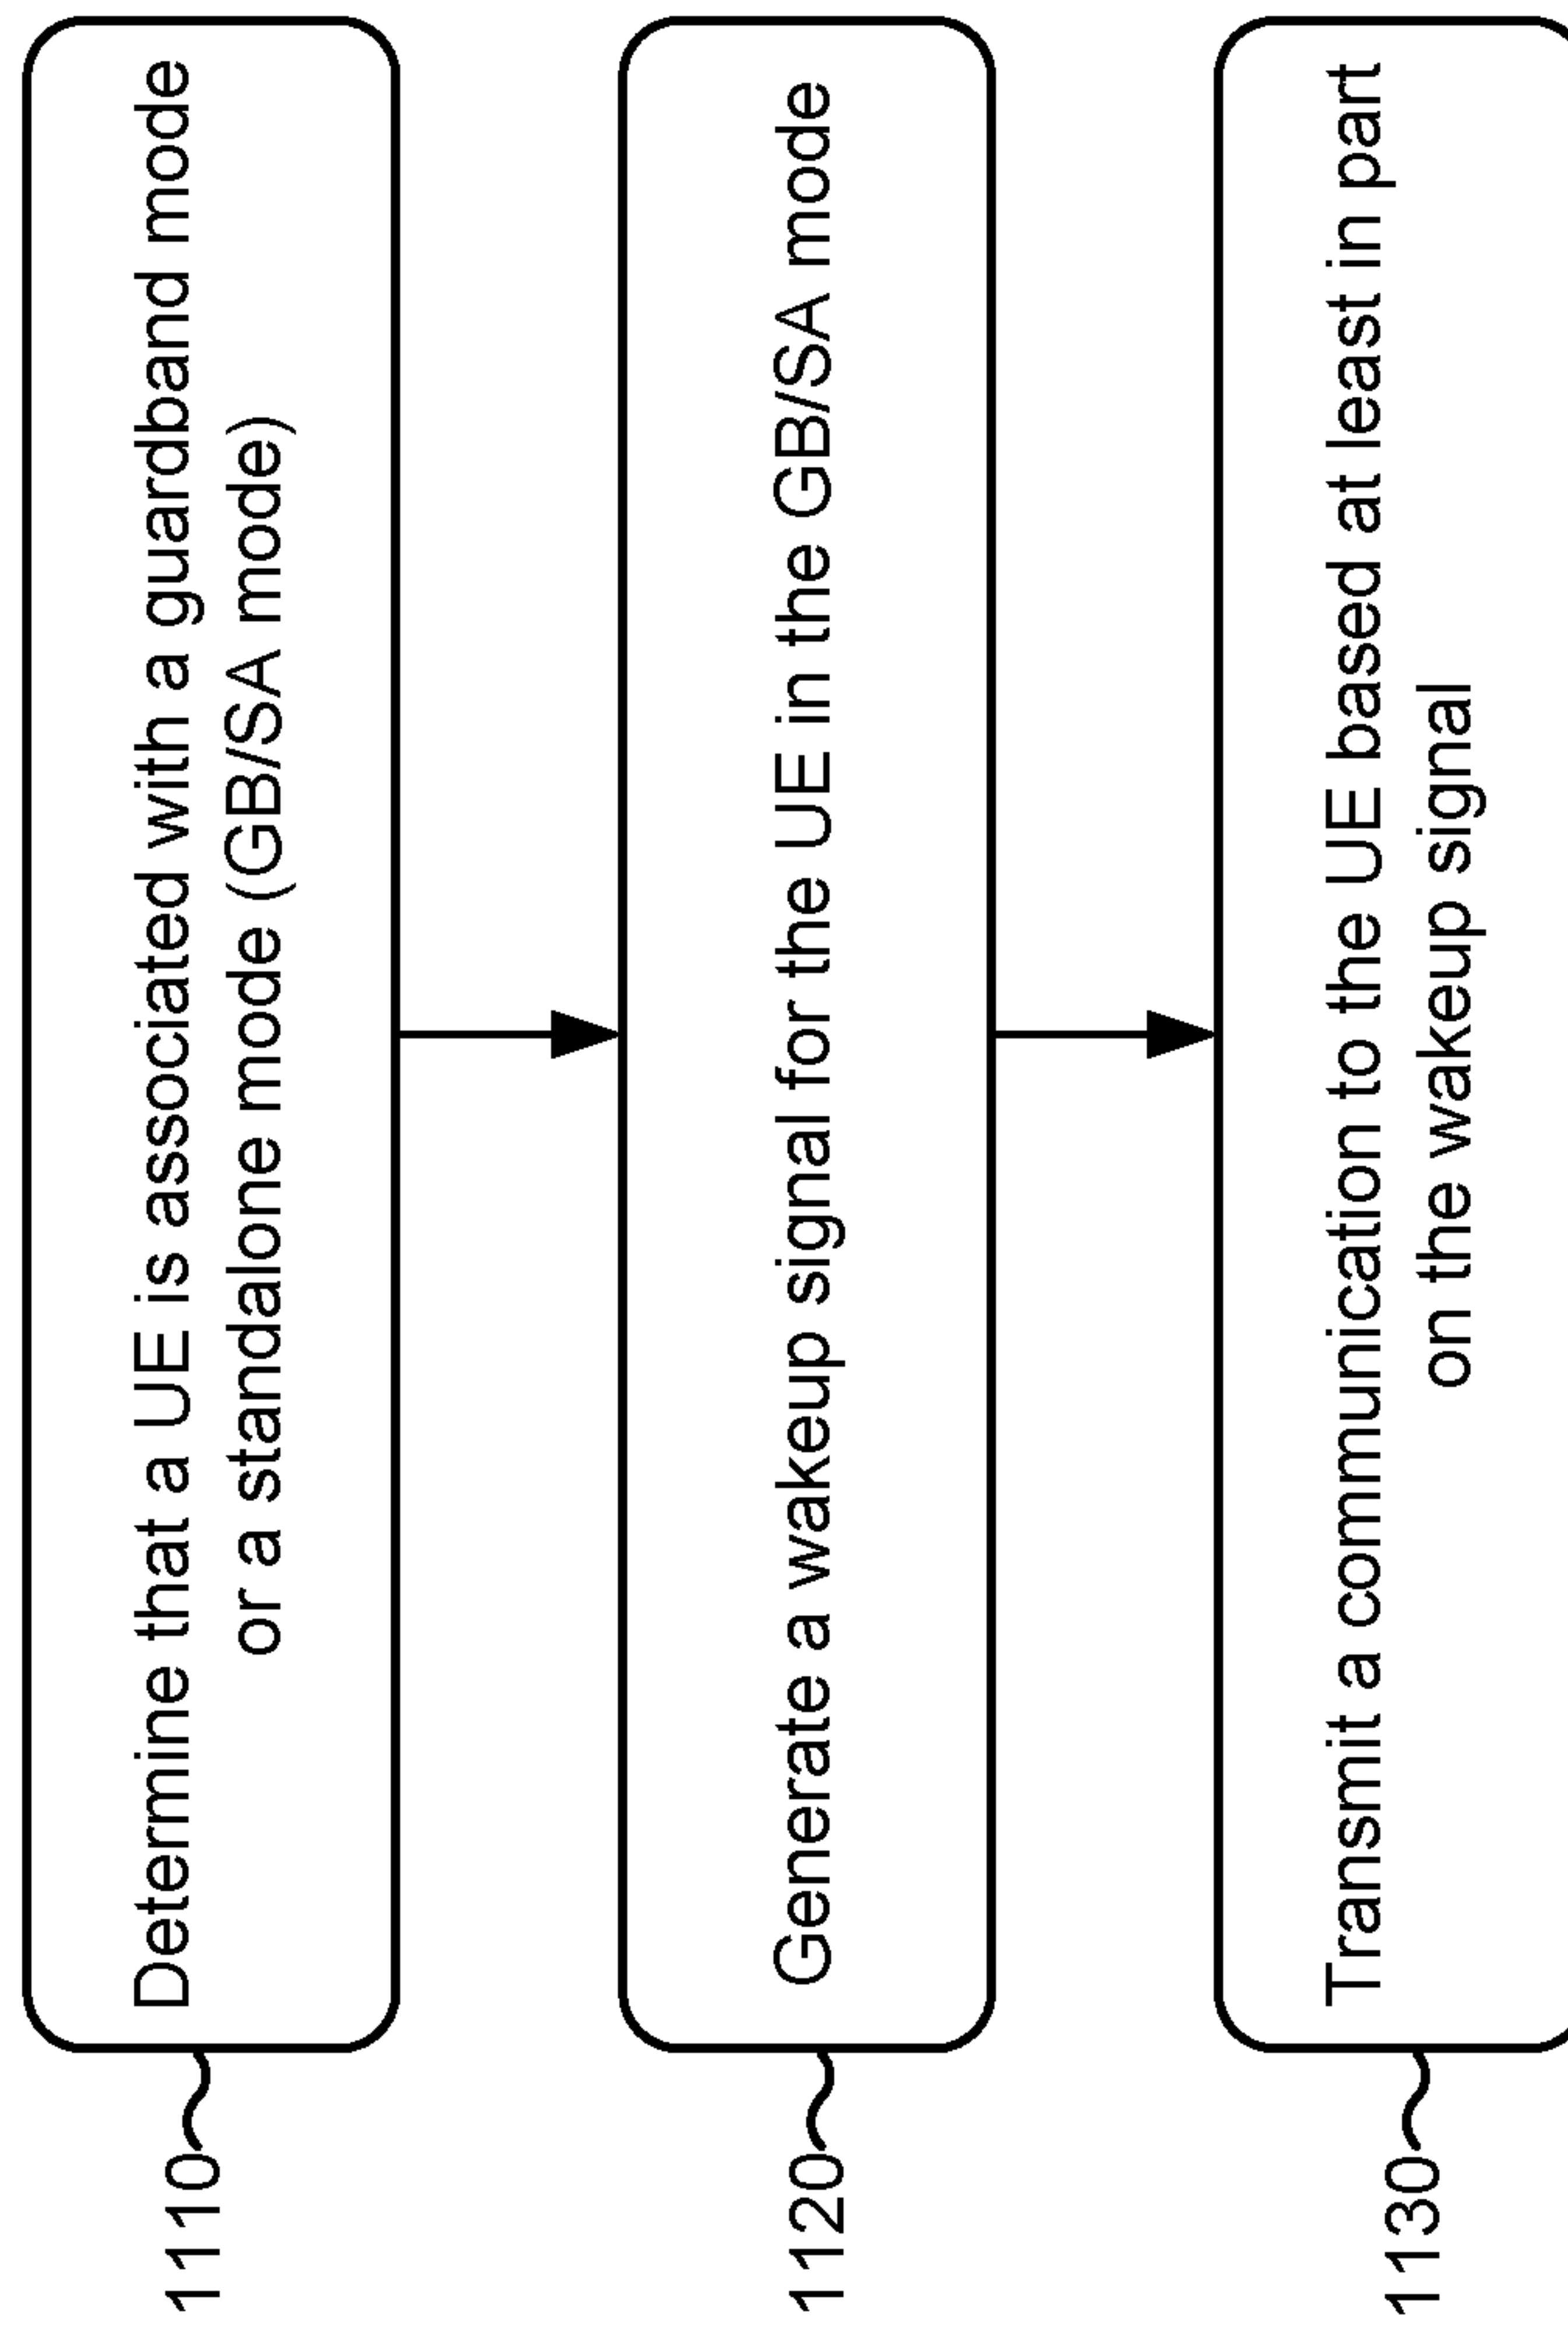 1110
Determine that a UE is associated with a guardband mode
or a standalone mode (GB/SA mode)
1120
Generate a wakeup signal for the UE in the GB/SA mode
1130
Transmit a communication to the UE based at least in part
on the wakeup signal